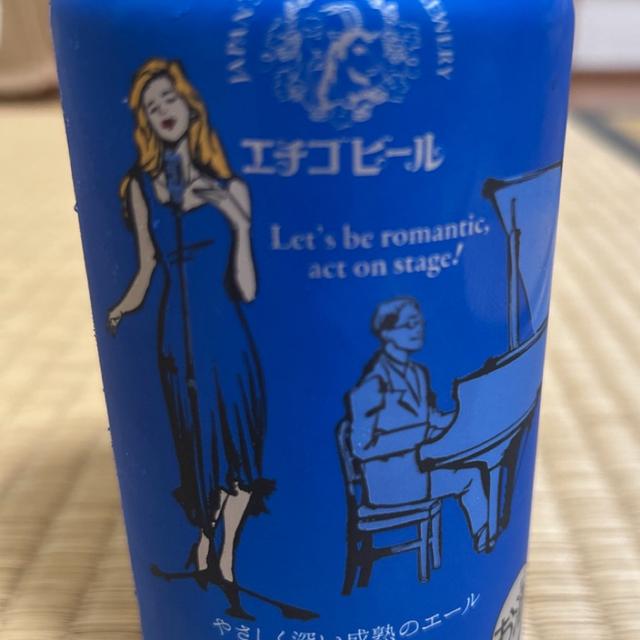 エチゴビール
Let's be romantic,
act on stage!
やさしく深い成熟のエール